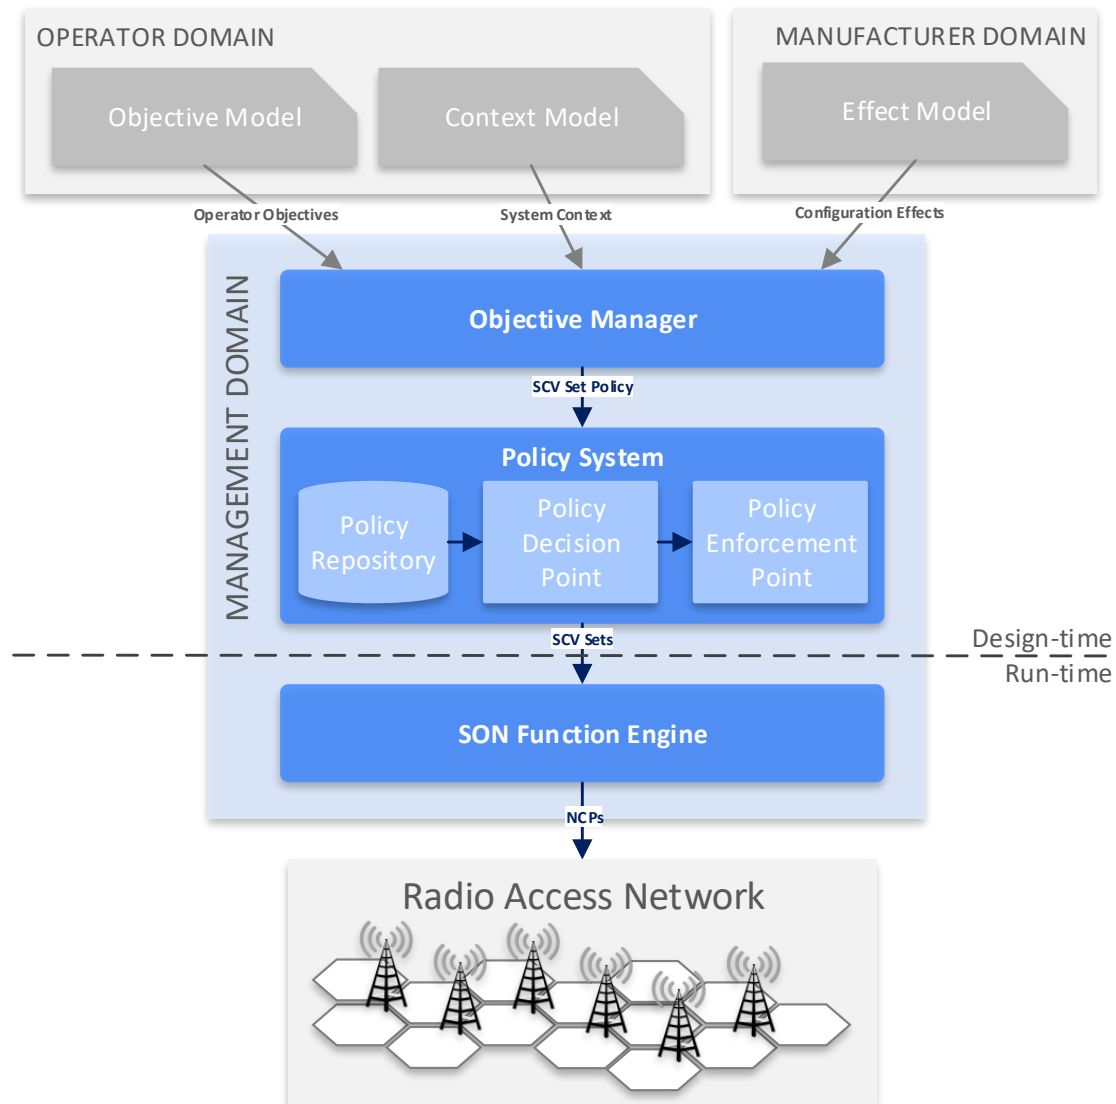 OPERATOR DOMAIN
MANUFACTURER DOMAIN
Objective Model
Context Model
Effect Model
Operator Objectives
System Context
Configuration Effects
MANAGEMENT DOMAIN
Objective Manager
SCV Set Policy
Policy System
Policy
Repository
Policy
Decision
Point
Policy
Enforcement
Point
SCV Sets
Design-time
Run-time
SON Function Engine
NCPs
Radio Access Network